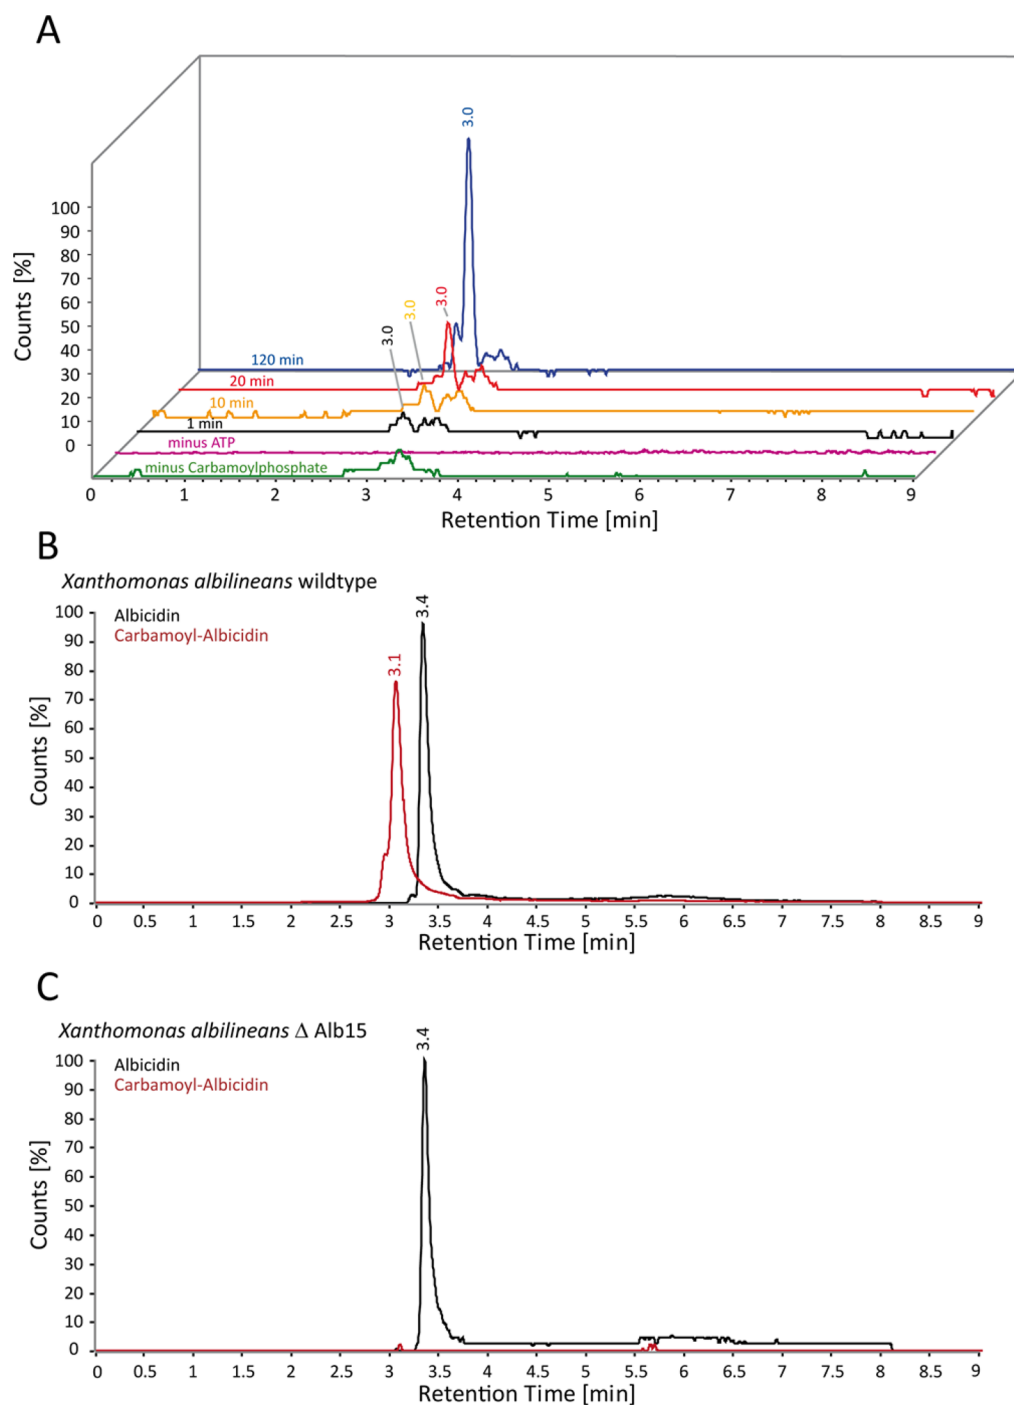 A
3.0
3.0
3.0
3.0
100
90
80
70
60
50
40
30
20
10
0
Counts [%]
120 min
20 min
10 min
1 min
minus ATP
minus Carbamoylphosphate
0 1 2 3 4 5 6 7 8 9
Retention Time [min]
B
Xanthomonas albilineans wildtype
Albicidin
Carbamoyl-Albicidin
3.4
3.1
100
90
80
70
60
50
40
30
20
10
0
Counts [%]
0 0.5 1 1.5 2 2.5 3 3.5 4 4.5 5 5.5 6 6.5 7 7.5 8 8.5 9
Retention Time [min]
C
Xanthomonas albilineans Δ Alb15
Albicidin
Carbamoyl-Albicidin
3.4
100
90
80
70
60
50
40
30
20
10
0
Counts [%]
0 0.5 1 1.5 2 2.5 3 3.5 4 4.5 5 5.5 6 6.5 7 7.5 8 8.5 9
Retention Time [min]